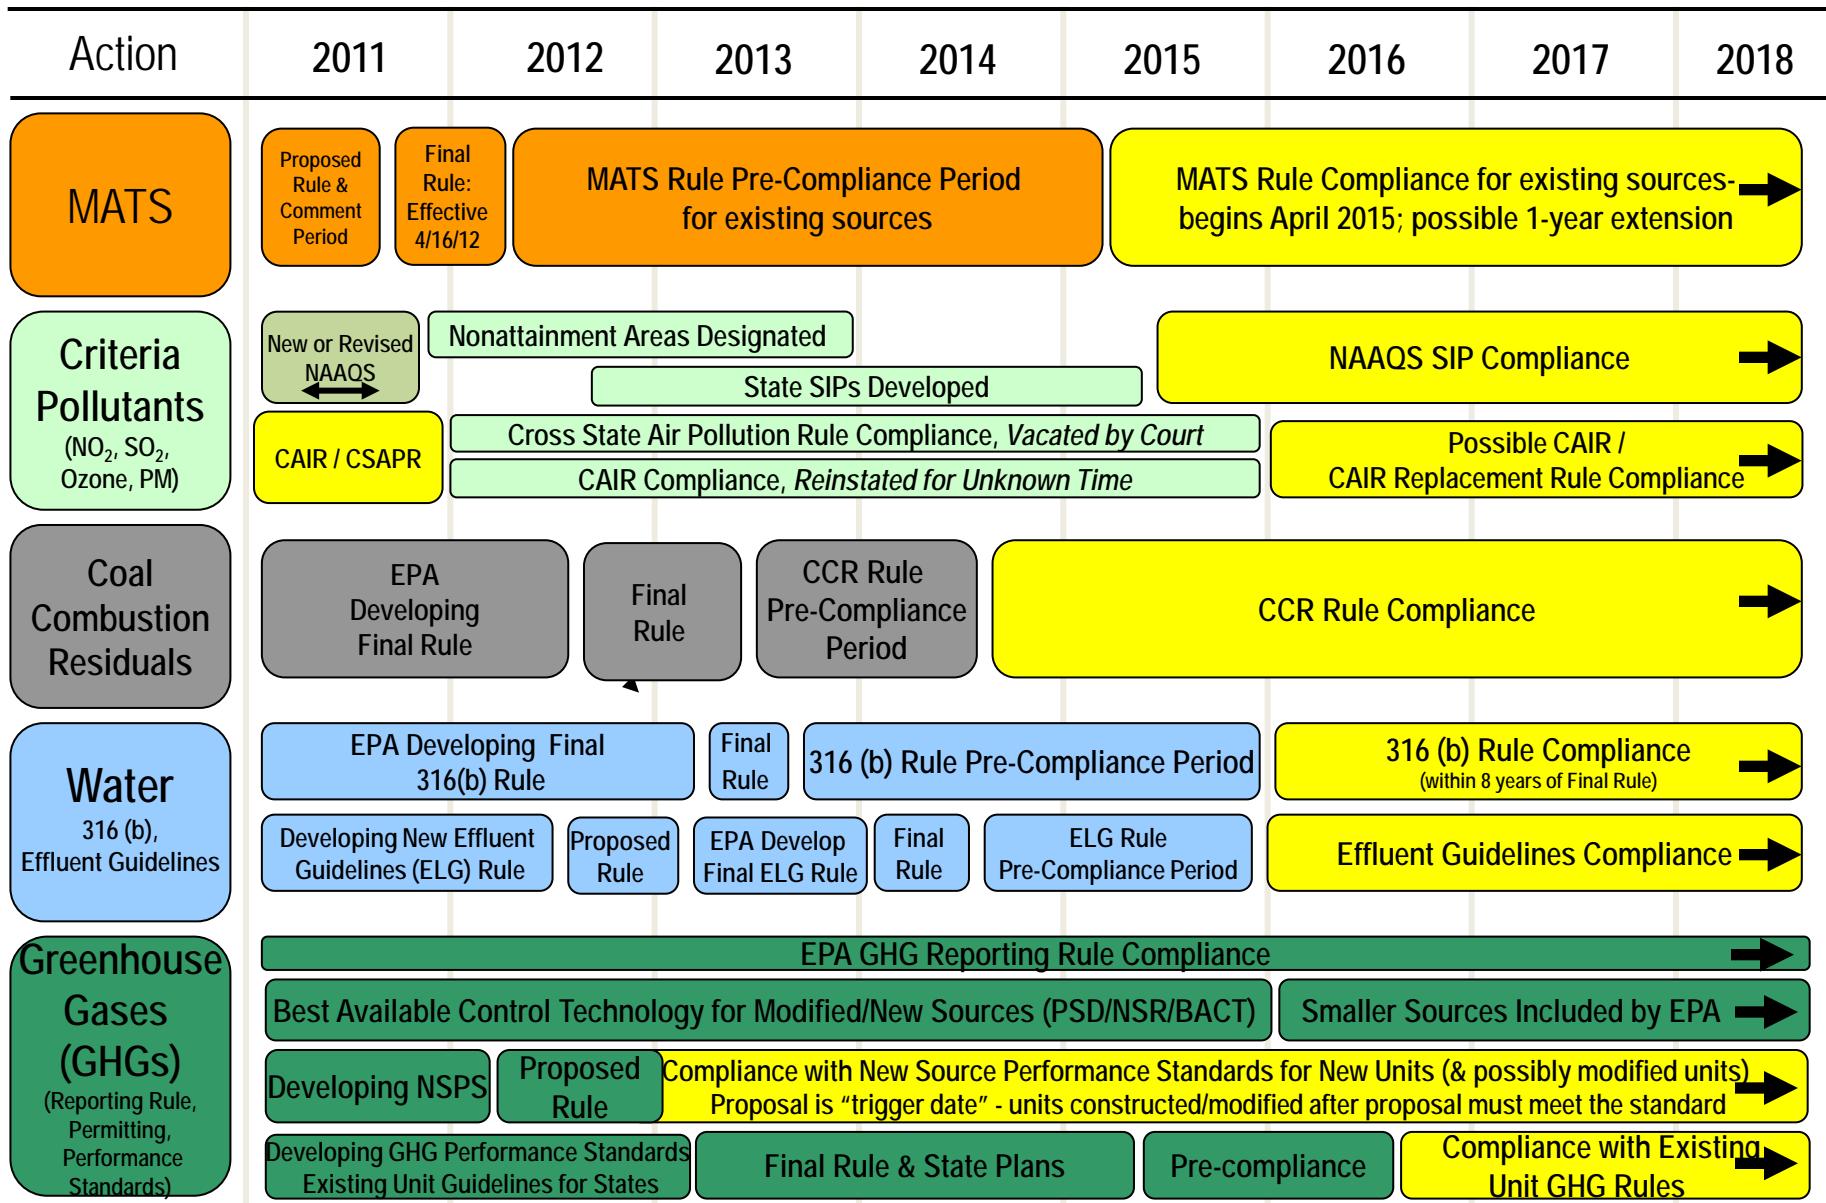 Action 2011 2012 2013 2014 2015 2016 2017 2018
MATS
Proposed
Rule &
Comment
Period
Final
Rule:
Effective
4/16/12
MATS Rule Pre-Compliance Period
for existing sources
MATS Rule Compliance for existing sources-
begins April 2015; possible 1-year extension
Criteria
Pollutants
(NO₂, SO₂,
Ozone, PM)
New or Revised
NAAQS
Nonattainment Areas Designated
State SIPs Developed
NAAQS SIP Compliance
CAIR / CSAPR
Cross State Air Pollution Rule Compliance, Vacated by Court
CAIR Compliance, Reinstated for Unknown Time
Possible CAIR /
CAIR Replacement Rule Compliance
Coal
Combustion
Residuals
EPA
Developing
Final Rule
Final
Rule
CCR Rule
Pre-Compliance
Period
CCR Rule Compliance
Water
316 (b),
Effluent Guidelines
EPA Developing Final
316(b) Rule
Final
Rule
316 (b) Rule Pre-Compliance Period
316 (b) Rule Compliance
(within 8 years of Final Rule)
Developing New Effluent
Guidelines (ELG) Rule
Proposed
Rule
EPA Develop
Final ELG Rule
Final
Rule
ELG Rule
Pre-Compliance Period
Effluent Guidelines Compliance
Greenhouse
Gases
(GHGs)
(Reporting Rule,
Permitting,
Performance
Standards)
EPA GHG Reporting Rule Compliance
Best Available Control Technology for Modified/New Sources (PSD/NSR/BACT)
Smaller Sources Included by EPA
Developing NSPS
Proposed
Rule
Compliance with New Source Performance Standards for New Units (& possibly modified units)
Proposal is “trigger date” - units constructed/modified after proposal must meet the standard
Developing GHG Performance Standards
Existing Unit Guidelines for States
Final Rule & State Plans
Pre-compliance
Compliance with Existing
Unit GHG Rules